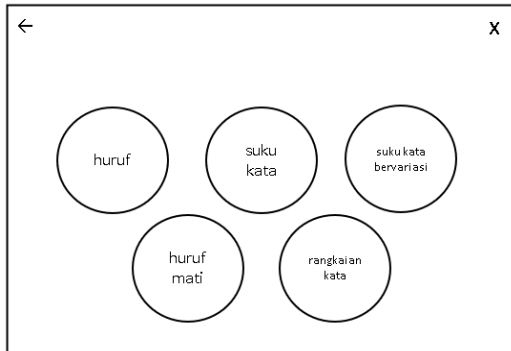 ← X
huruf
suku
kata
suku kata
bervariasi
huruf
mati
rangkaian
kata